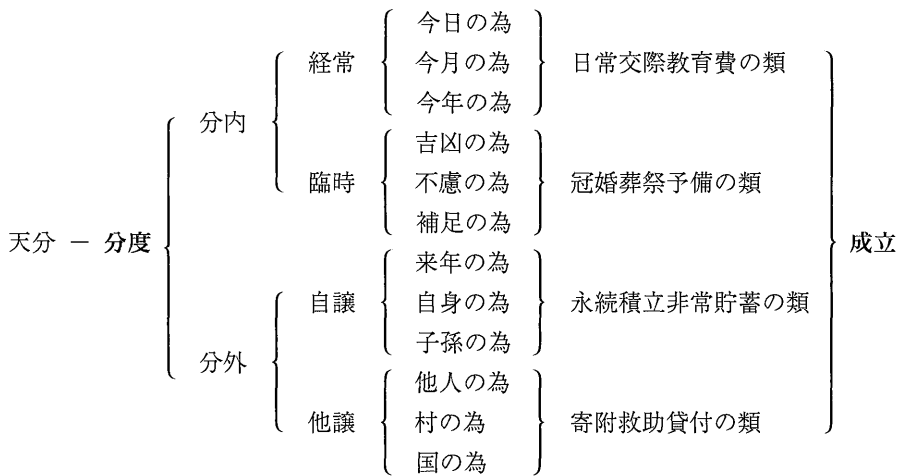 今日の為
経常 今月の為 日常交際教育費の類
今年の為
分内
吉凶の為
臨時 不慮の為 冠婚葬祭予備の類
補足の為
天分 － 分度 成立
来年の為
自譲 自身の為 永続積立非常貯蓄の類
子孫の為
分外
他人の為
他譲 村の為 寄附救助貸付の類
国の為